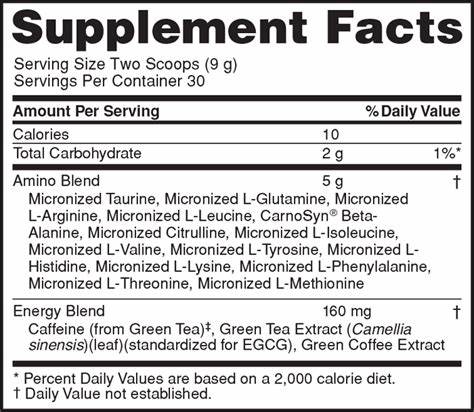 Supplement Facts
Serving Size Two Scoops (9 g)
Servings Per Container 30
Amount Per Serving % Daily Value
Calories 10
Total Carbohydrate 2 g 1%*
Amino Blend 5 g †
Micronized Taurine, Micronized L-Glutamine, Micronized
L-Arginine, Micronized L-Leucine, CarnoSyn® Beta-
Alanine, Micronized Citrulline, Micronized L-Isoleucine,
Micronized L-Valine, Micronized L-Tyrosine, Micronized L-
Histidine, Micronized L-Lysine, Micronized L-Phenylalanine,
Micronized L-Threonine, Micronized L-Methionine
Energy Blend 160 mg †
Caffeine (from Green Tea)‡, Green Tea Extract (Camellia
sinensis)(leaf)(standardized for EGCG), Green Coffee Extract
* Percent Daily Values are based on a 2,000 calorie diet.
† Daily Value not established.